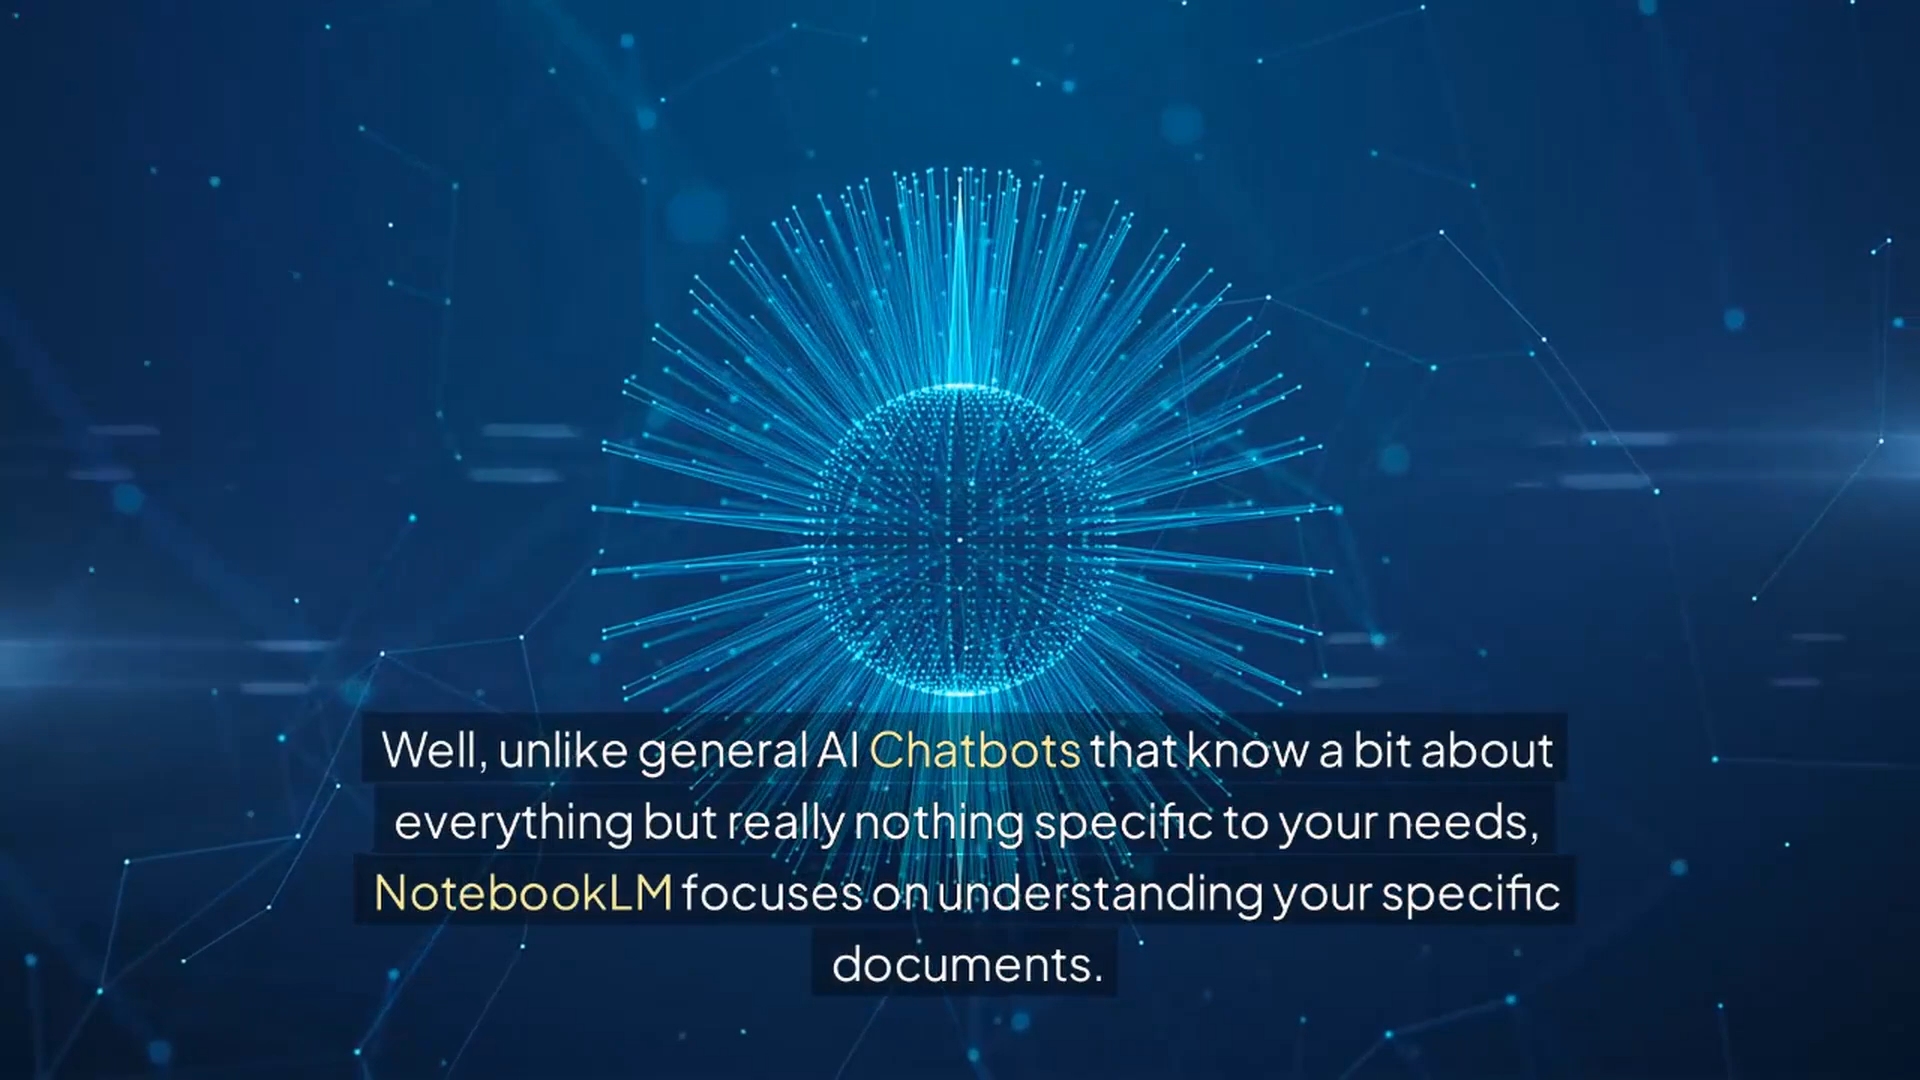 Well, unlike general AI Chatbots that know a bit about
everything but really nothing specific to your needs,
NotebookLM focuses on understanding your specific
documents.